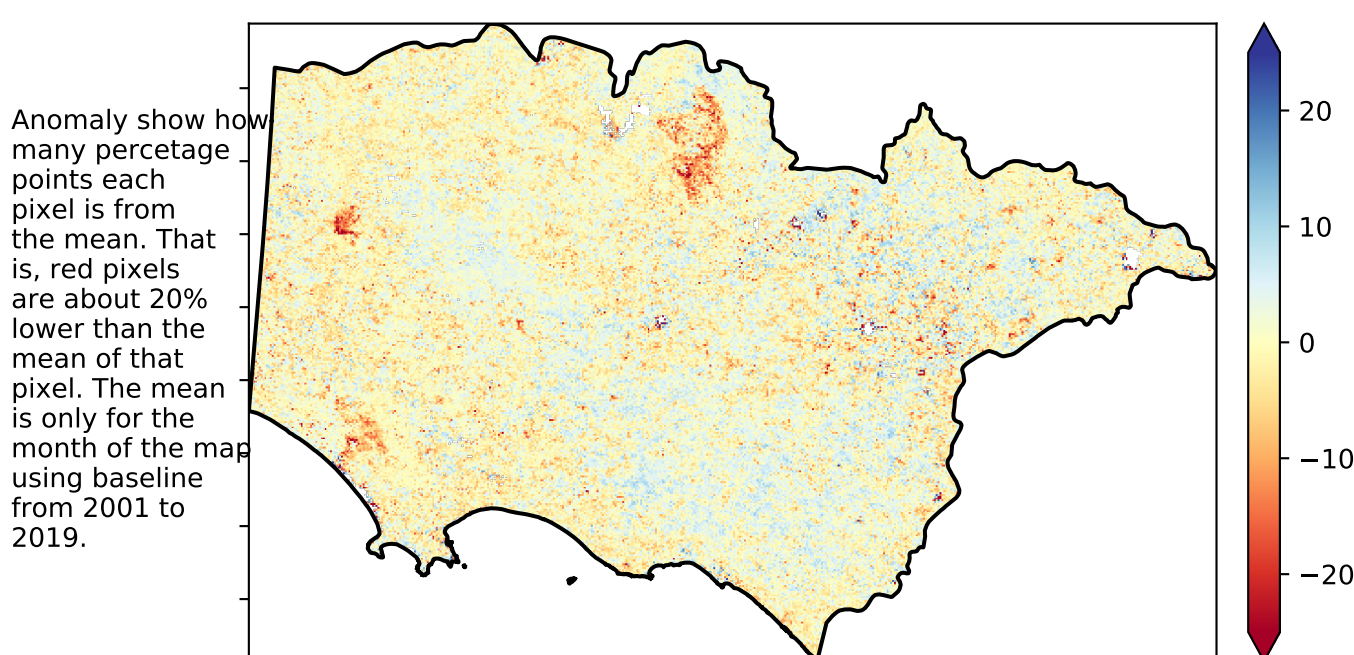 Anomaly show how
many percetage
points each
pixel is from
the mean. That
is, red pixels
are about 20%
lower than the
mean of that
pixel. The mean
is only for the
month of the map
using baseline
from 2001 to
2019.
20
10
0
−10
−20